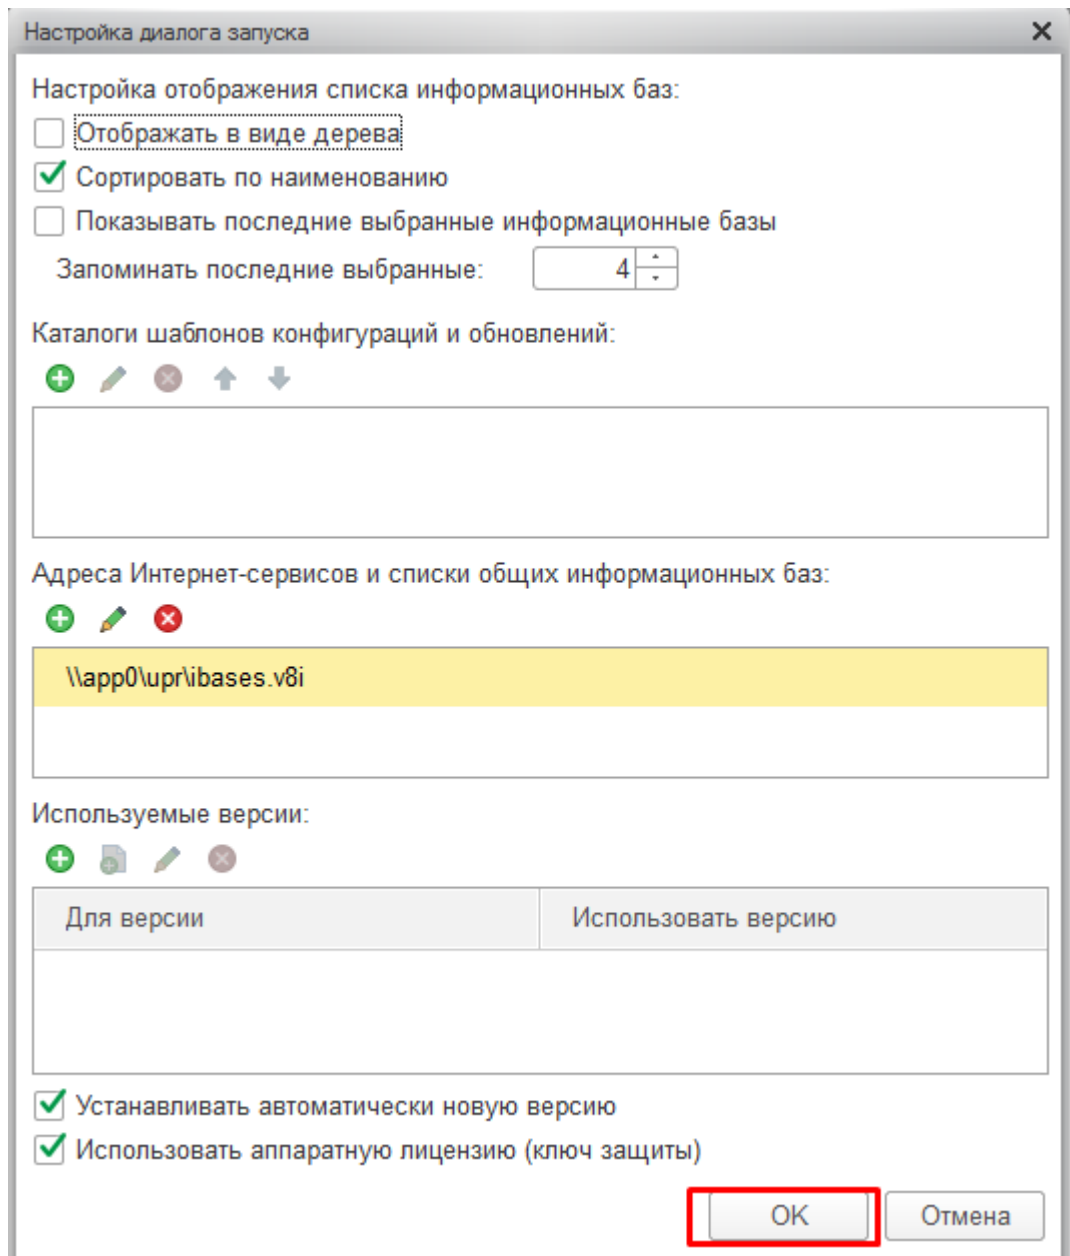 Настройка диалога запуска
Настройка отображения списка информационных баз:
Отображать в виде дерева
Сортировать по наименованию
Показывать последние выбранные информационные базы
Запоминать последние выбранные: 4
Каталоги шаблонов конфигураций и обновлений:
Адреса Интернет-сервисов и списки общих информационных баз:
\\app0\upr\ibases.v8i
Используемые версии:
Для версии Использовать версию
Устанавливать автоматически новую версию
Использовать аппаратную лицензию (ключ защиты)
OK Отмена